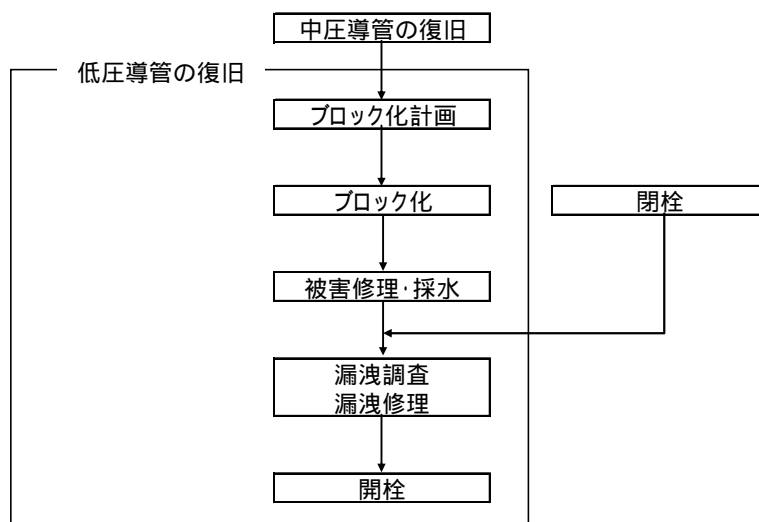 中圧導管の復旧
低圧導管の復旧
ブロック化計画
ブロック化
閉栓
被害修理・採水
漏洩調査
漏洩修理
開栓